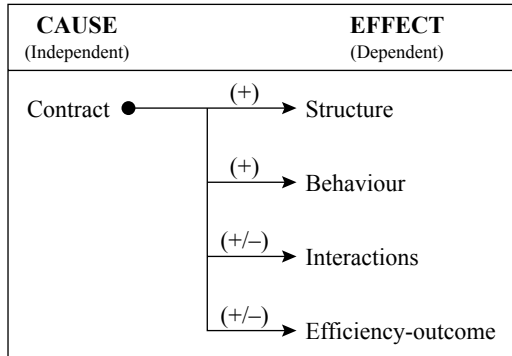 CAUSE EFFECT
(Independent) (Dependent)
Contract (+) Structure
(+) Behaviour
(+/–) Interactions
(+/–) Efficiency-outcome